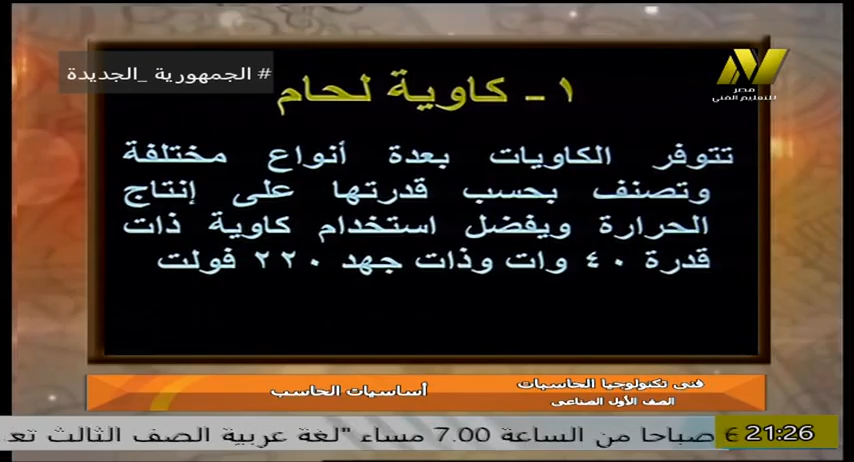 # الجمهورية _الجديدة
مصر
للتعليم الفنى
١ - كاوية لحام
تتوفر الكاويات بعدة أنواع مختلفة
وتصنف بحسب قدرتها على إنتاج
الحرارة ويفضل استخدام كاوية ذات
قدرة ٤٠ وات وذات جهد ٢٢٠ فولت
فنى تكنولوجيا الحاسبات
الصف الأول الصناعى
أساسيات الحاسب
صباحا من الساعة 7.00 مساء "لغة عربية الصف الثالث
21:26